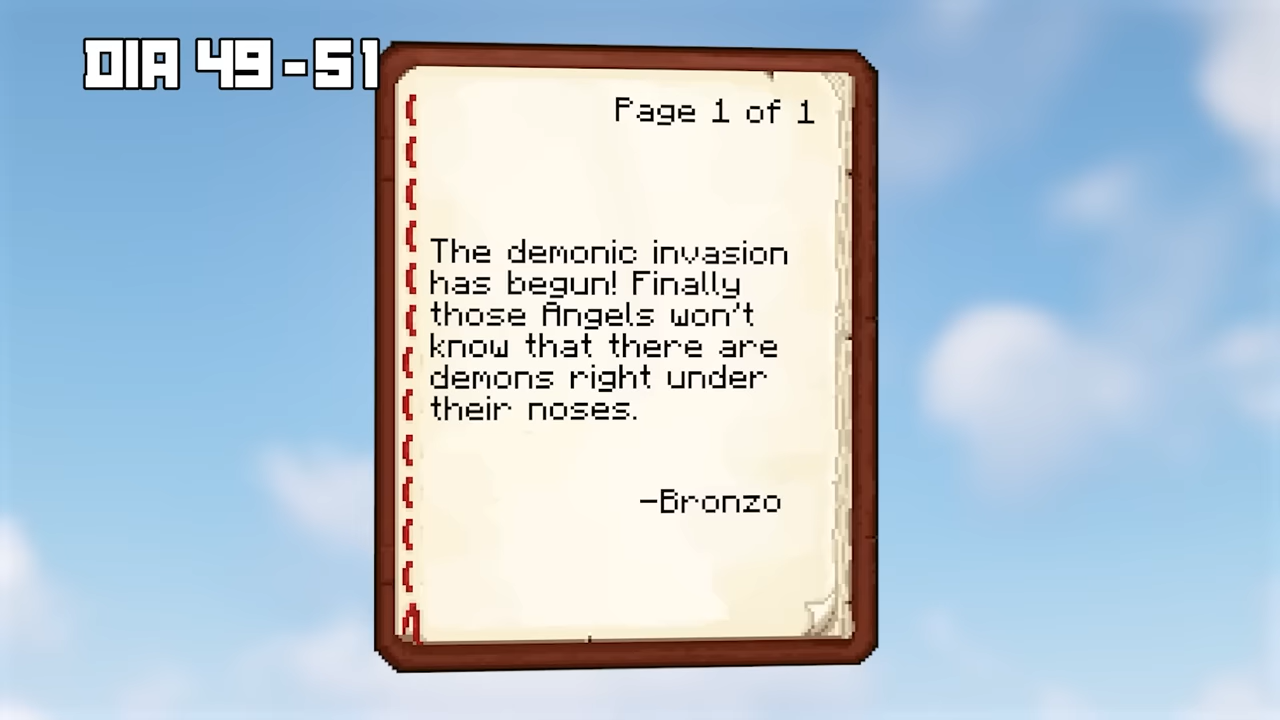 DIA 49-51
Page 1 of 1
The demonic invasion
has begun! Finally
those Angels won't
know that there are
demons right under
their noses.
-Bronzo